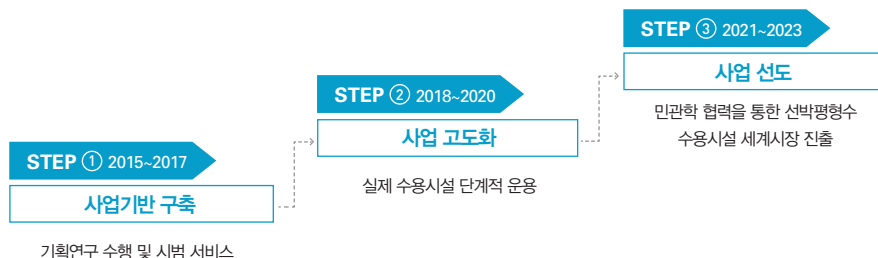 STEP ① 2015~2017
사업기반 구축
기획연구 수행 및 시범 서비스
STEP ② 2018~2020
사업 고도화
실제 수용시설 단계적 운용
STEP ③ 2021~2023
사업 선도
민관학 협력을 통한 선박평형수
수용시설 세계시장 진출